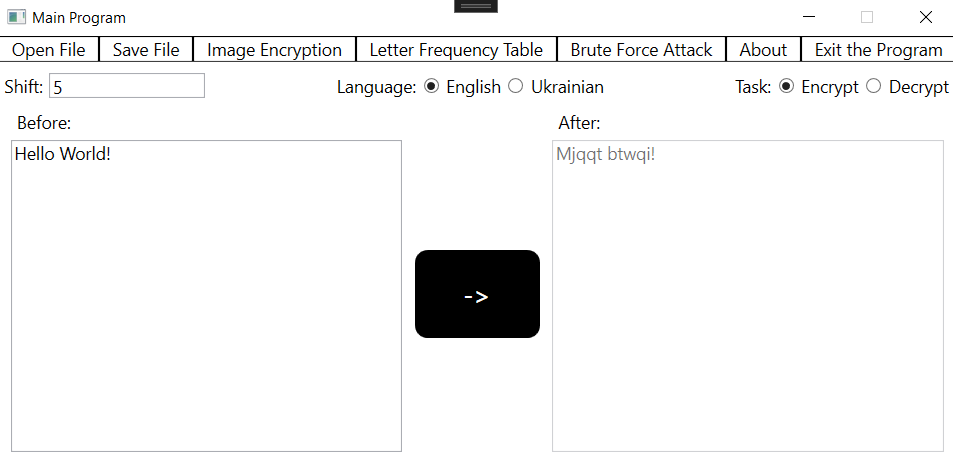 Main Program
Open File Save File Image Encryption Letter Frequency Table Brute Force Attack About Exit the Program
Shift: 5 Language: English Ukrainian Task: Encrypt Decrypt
Before: After:
Hello World! Mjqqt btwqi!
->